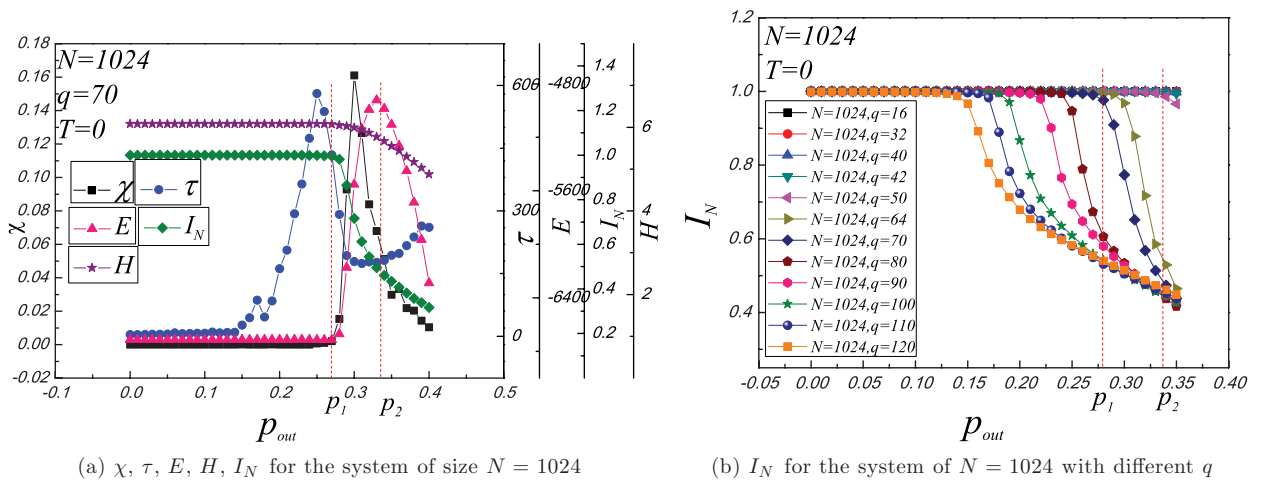 N=1024
q=70
T=0
χ
τ
E
I_N
H
0.18
0.16
0.14
0.12
0.10
0.08
0.06
0.04
0.02
0.00
-0.02
χ
-0.1
0.0
0.1
0.2
0.3
0.4
0.5
p_1
p_2
p_out
600
300
0
τ
-4800
-5600
-6400
E
1.4
1.2
1.0
0.8
0.6
0.4
0.2
I_N
6
4
2
H
(a) χ, τ, E, H, I_N for the system of size N = 1024
N=1024
T=0
N=1024,q=16
N=1024,q=32
N=1024,q=40
N=1024,q=42
N=1024,q=50
N=1024,q=64
N=1024,q=70
N=1024,q=80
N=1024,q=90
N=1024,q=100
N=1024,q=110
N=1024,q=120
1.2
1.0
0.8
0.6
0.4
I_N
-0.05
0.00
0.05
0.10
0.15
0.20
0.25
0.30
0.35
0.40
p_1
p_2
p_out
(b) I_N for the system of N = 1024 with different q